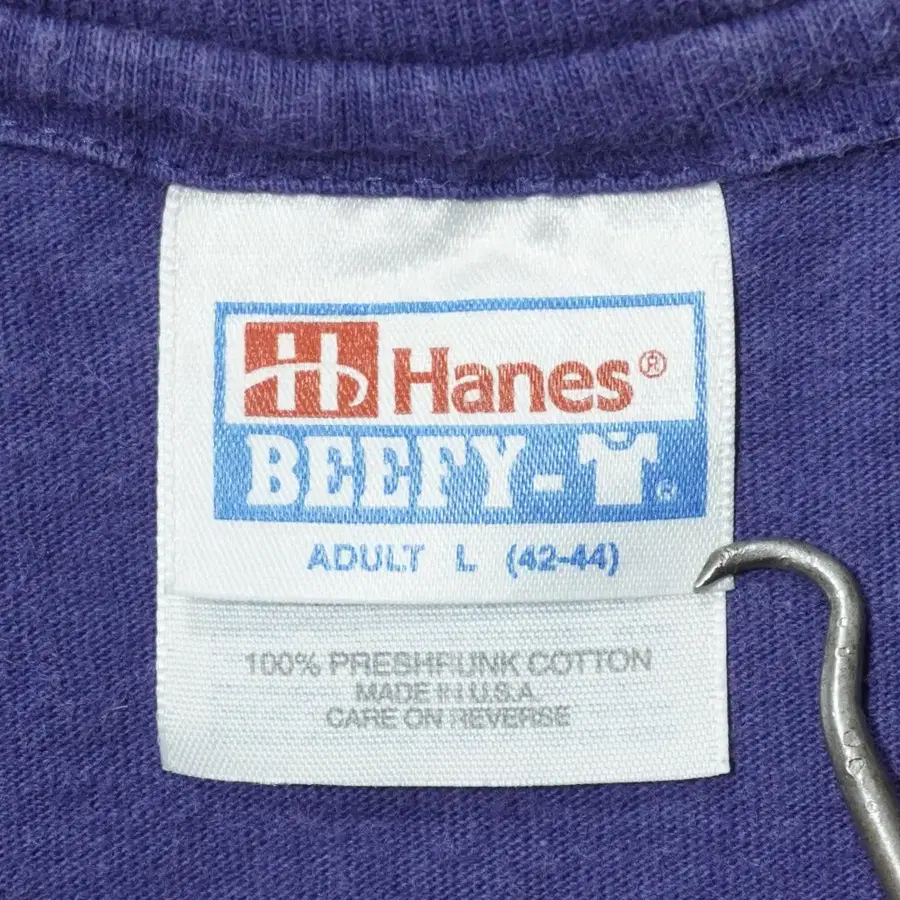 H Hanes®
BEEFY-
ADULT L (42-44)
100% PRESHRUNK COTTON
MADE IN U.S.A.
CARE ON REVERSE